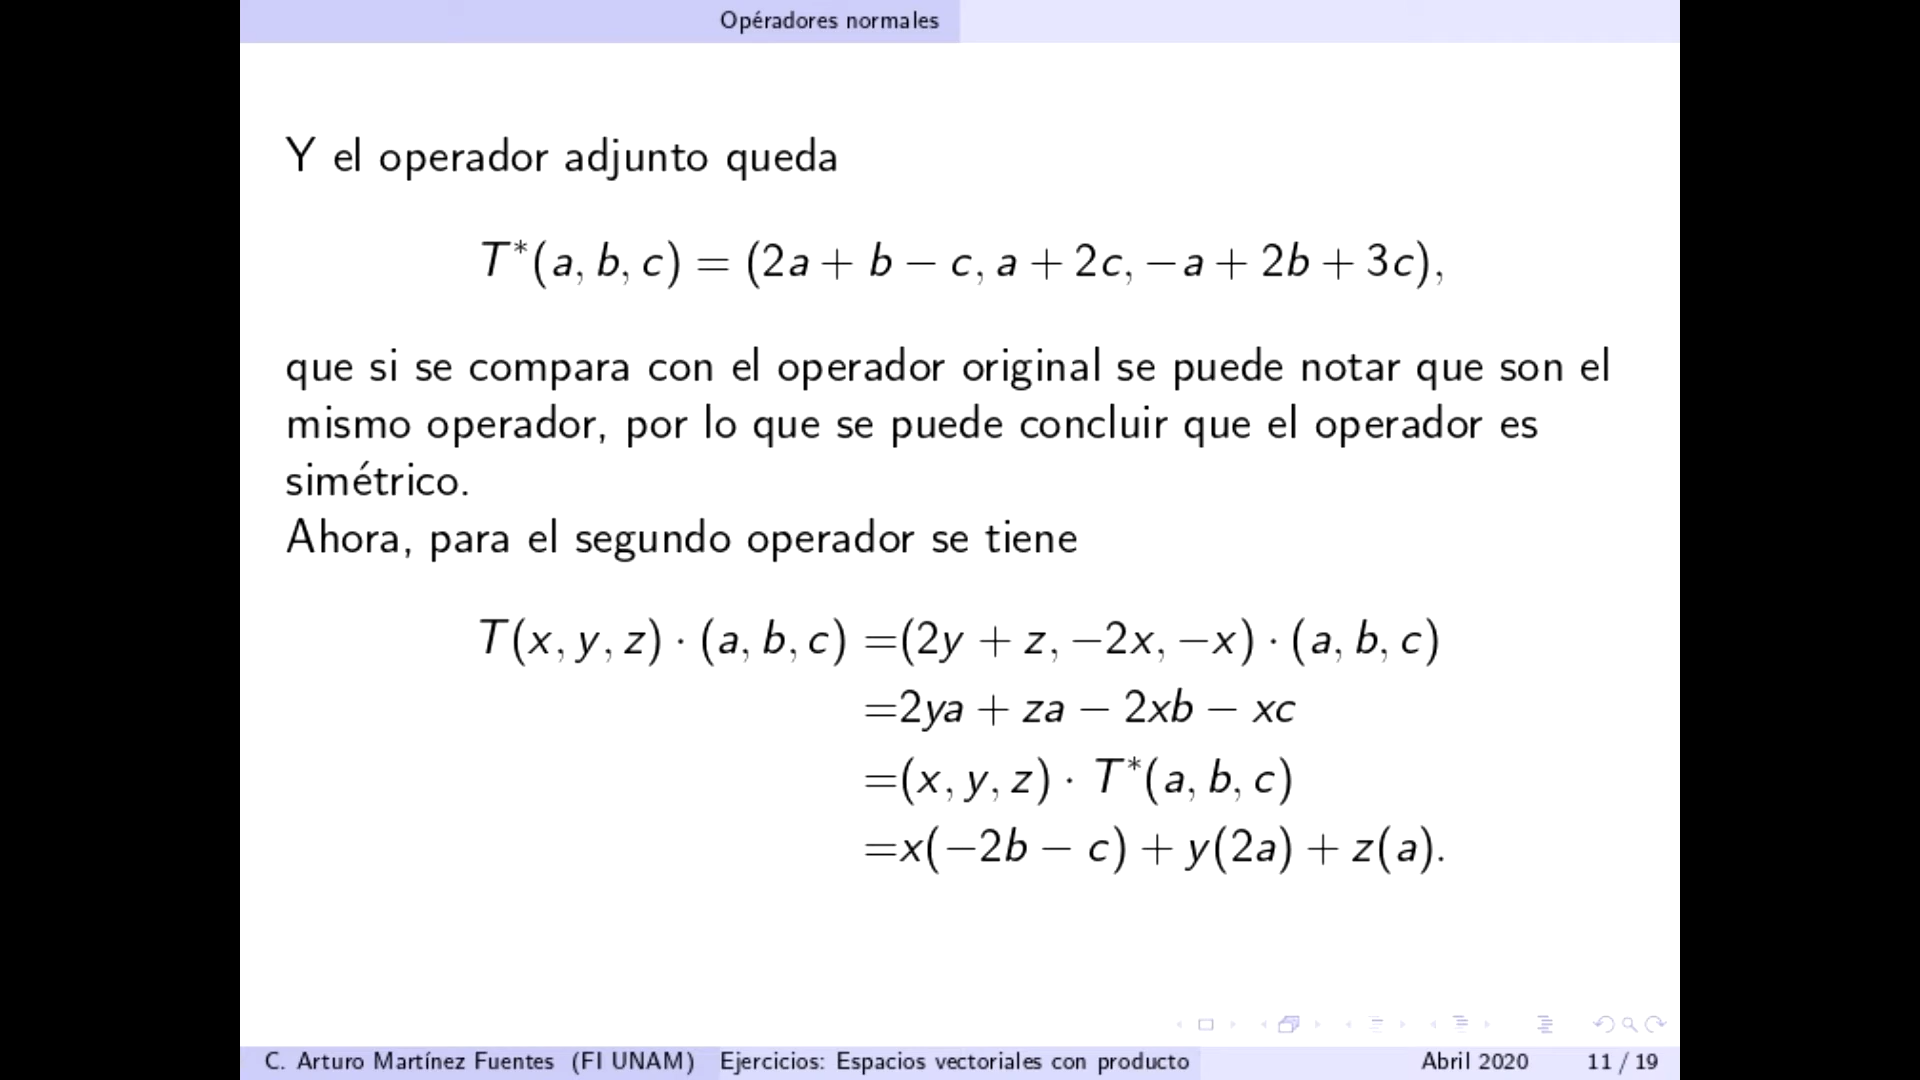 Opéradores normales
Y el operador adjunto queda
T*(a, b, c) = (2a + b − c, a + 2c, −a + 2b + 3c),
que si se compara con el operador original se puede notar que son el
mismo operador, por lo que se puede concluir que el operador es
simétrico.
Ahora, para el segundo operador se tiene
T(x, y, z) · (a, b, c) =(2y + z, −2x, −x) · (a, b, c)
=2ya + za − 2xb − xc
=(x, y, z) · T*(a, b, c)
=x(−2b − c) + y(2a) + z(a).
C. Arturo Martínez Fuentes (FI UNAM) Ejercicios: Espacios vectoriales con producto Abril 2020 11 / 19